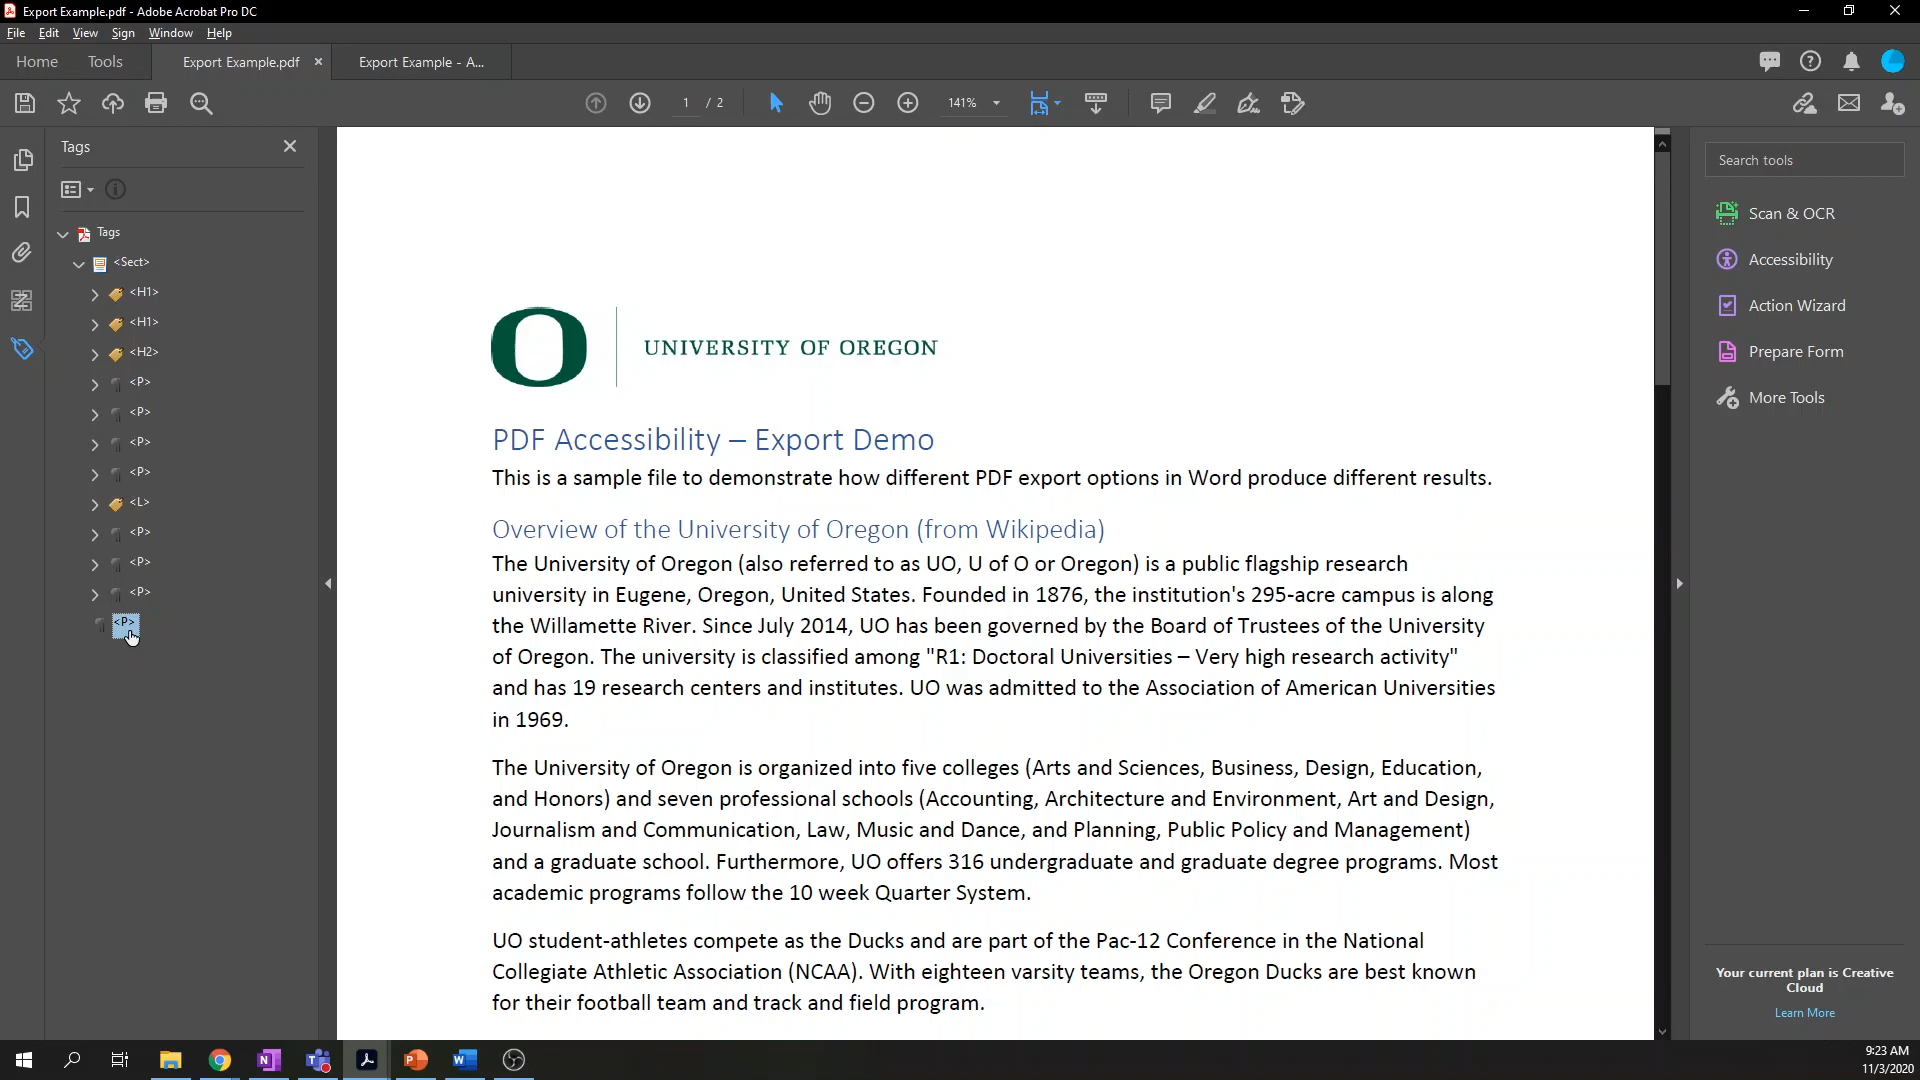 Export Example.pdf - Adobe Acrobat Pro DC
File Edit View Sign Window Help
Home Tools Export Example.pdf Export Example - A...
1 / 2 141%
Tags
Tags
<Sect>
<H1>
<H1>
<H2>
<P>
<P>
<P>
<P>
<L>
<P>
<P>
<P>
<P>
UNIVERSITY OF OREGON
PDF Accessibility – Export Demo
This is a sample file to demonstrate how different PDF export options in Word produce different results.
Overview of the University of Oregon (from Wikipedia)
The University of Oregon (also referred to as UO, U of O or Oregon) is a public flagship research
university in Eugene, Oregon, United States. Founded in 1876, the institution's 295-acre campus is along
the Willamette River. Since July 2014, UO has been governed by the Board of Trustees of the University
of Oregon. The university is classified among "R1: Doctoral Universities – Very high research activity"
and has 19 research centers and institutes. UO was admitted to the Association of American Universities
in 1969.
The University of Oregon is organized into five colleges (Arts and Sciences, Business, Design, Education,
and Honors) and seven professional schools (Accounting, Architecture and Environment, Art and Design,
Journalism and Communication, Law, Music and Dance, and Planning, Public Policy and Management)
and a graduate school. Furthermore, UO offers 316 undergraduate and graduate degree programs. Most
academic programs follow the 10 week Quarter System.
UO student-athletes compete as the Ducks and are part of the Pac-12 Conference in the National
Collegiate Athletic Association (NCAA). With eighteen varsity teams, the Oregon Ducks are best known
for their football team and track and field program.
Search tools
Scan & OCR
Accessibility
Action Wizard
Prepare Form
More Tools
Your current plan is Creative
Cloud
Learn More
9:23 AM
11/3/2020